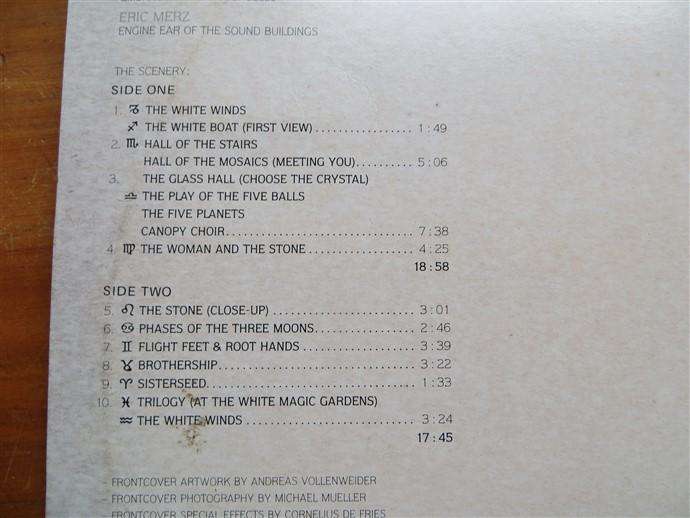 ERIC MERZ
ENGINE EAR OF THE SOUND BUILDINGS
THE SCENERY:
SIDE ONE
1. ♑ THE WHITE WINDS
♐ THE WHITE BOAT (FIRST VIEW)................. 1:49
2. ♏ HALL OF THE STAIRS
HALL OF THE MOSAICS (MEETING YOU).......... 5:06
3. THE GLASS HALL (CHOOSE THE CRYSTAL)
♎ THE PLAY OF THE FIVE BALLS
THE FIVE PLANETS
CANOPY CHOIR................................ 7:38
4. ♍ THE WOMAN AND THE STONE.................. 4:25
18:58
SIDE TWO
5. ♌ THE STONE (CLOSE-UP)........................ 3:01
6. ♋ PHASES OF THE THREE MOONS................. 2:46
7. ♊ FLIGHT FEET & ROOT HANDS................... 3:39
8. ♉ BROTHERSHIP................................. 3:22
9. ♈ SISTERSEED................................... 1:33
10. ♓ TRILOGY (AT THE WHITE MAGIC GARDENS)
♒ THE WHITE WINDS............................. 3:24
17:45
- FRONTCOVER ARTWORK BY ANDREAS VOLLENWEIDER
- FRONTCOVER PHOTOGRAPHY BY MICHAEL MUELLER
FRONTCOVER SPECIAL EFFECTS BY CORNELIUS DE FRIES